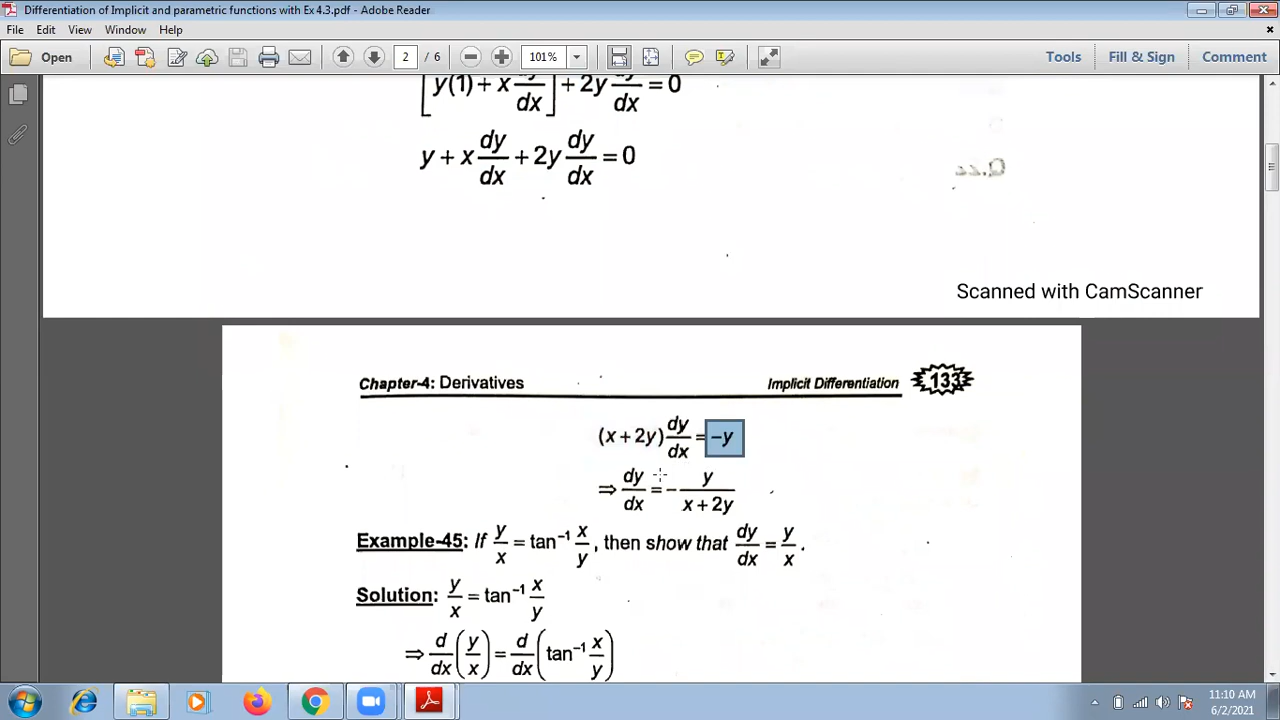 Differentiation of Implicit and parametric functions with Ex 4.3.pdf - Adobe Reader
File Edit View Window Help
Open 2 / 6 101% Tools Fill & Sign Comment
[y(1) + x dy/dx] + 2y dy/dx = 0
y + x dy/dx + 2y dy/dx = 0
Scanned with CamScanner
Chapter-4: Derivatives Implicit Differentiation 133
(x + 2y) dy/dx = -y
⇒ dy/dx = - y/(x + 2y)
Example-45: If y/x = tan⁻¹ x/y, then show that dy/dx = y/x.
Solution: y/x = tan⁻¹ x/y
⇒ d/dx (y/x) = d/dx (tan⁻¹ x/y)
11:10 AM
6/2/2021